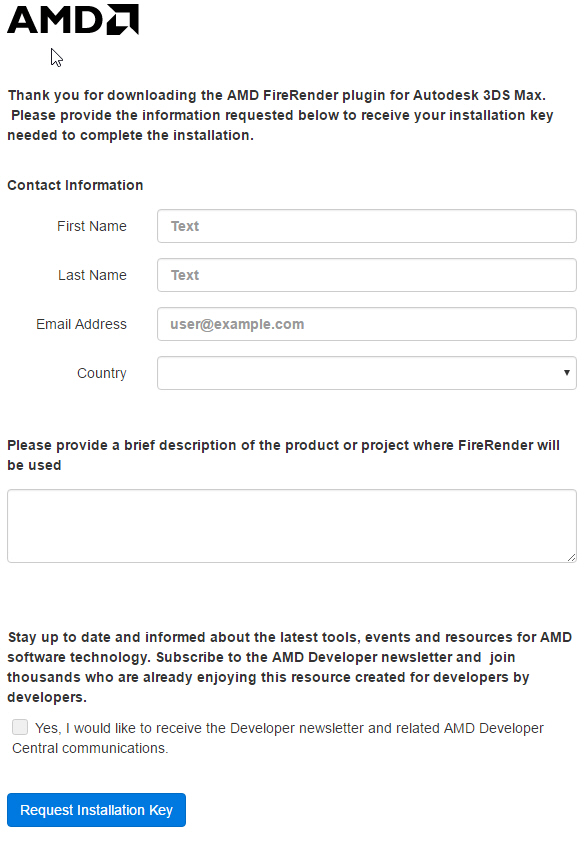 AMD
Thank you for downloading the AMD FireRender plugin for Autodesk 3DS Max.
Please provide the information requested below to receive your installation key
needed to complete the installation.
Contact Information
First Name
Text
Last Name
Text
Email Address
user@example.com
Country
Please provide a brief description of the product or project where FireRender will
be used
Stay up to date and informed about the latest tools, events and resources for AMD
software technology. Subscribe to the AMD Developer newsletter and  join
thousands who are already enjoying this resource created for developers by
developers.
Yes, I would like to receive the Developer newsletter and related AMD Developer
Central communications.
Request Installation Key